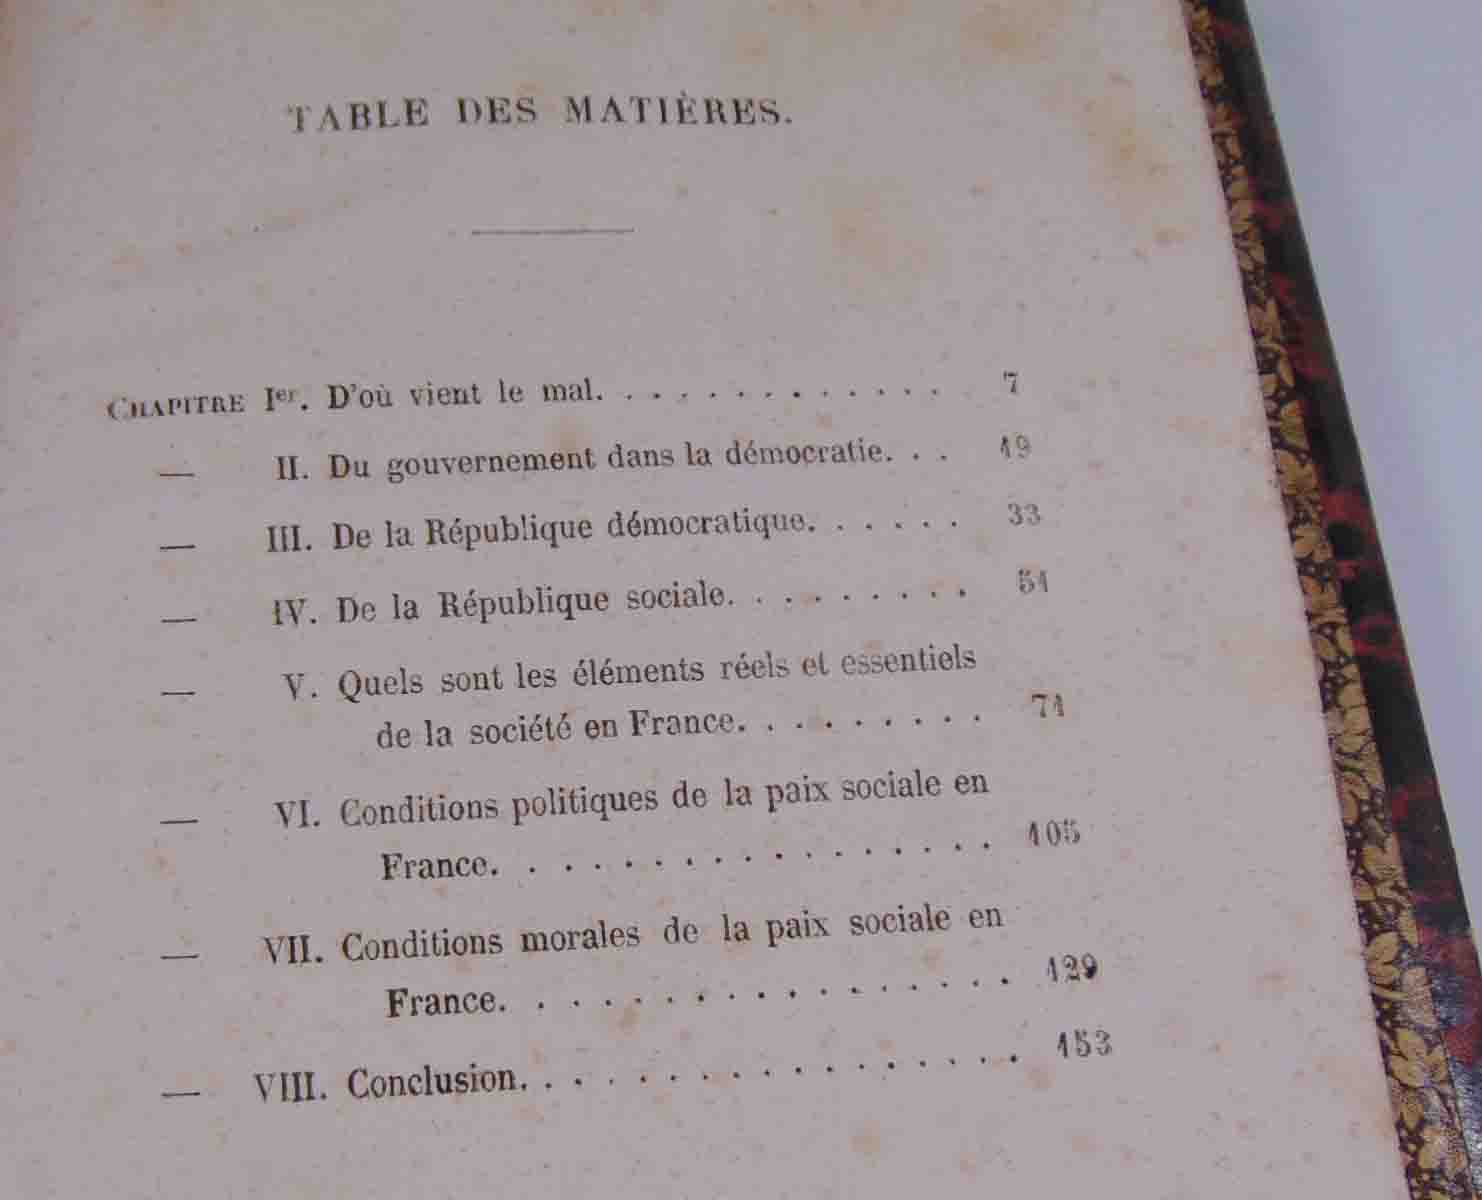 TABLE DES MATIÈRES.
CHAPITRE Ier. D'où vient le mal. . . . . . . . . . . . . 7
— II. Du gouvernement dans la démocratie. . . 19
— III. De la République démocratique. . . . . . 33
— IV. De la République sociale. . . . . . . . . 51
— V. Quels sont les éléments réels et essentiels
de la société en France. . . . . . . . . 71
— VI. Conditions politiques de la paix sociale en
France. . . . . . . . . . . . . . . . . 105
— VII. Conditions morales de la paix sociale en
France. . . . . . . . . . . . . . . . . 129
— VIII. Conclusion. . . . . . . . . . . . . . . . . 153